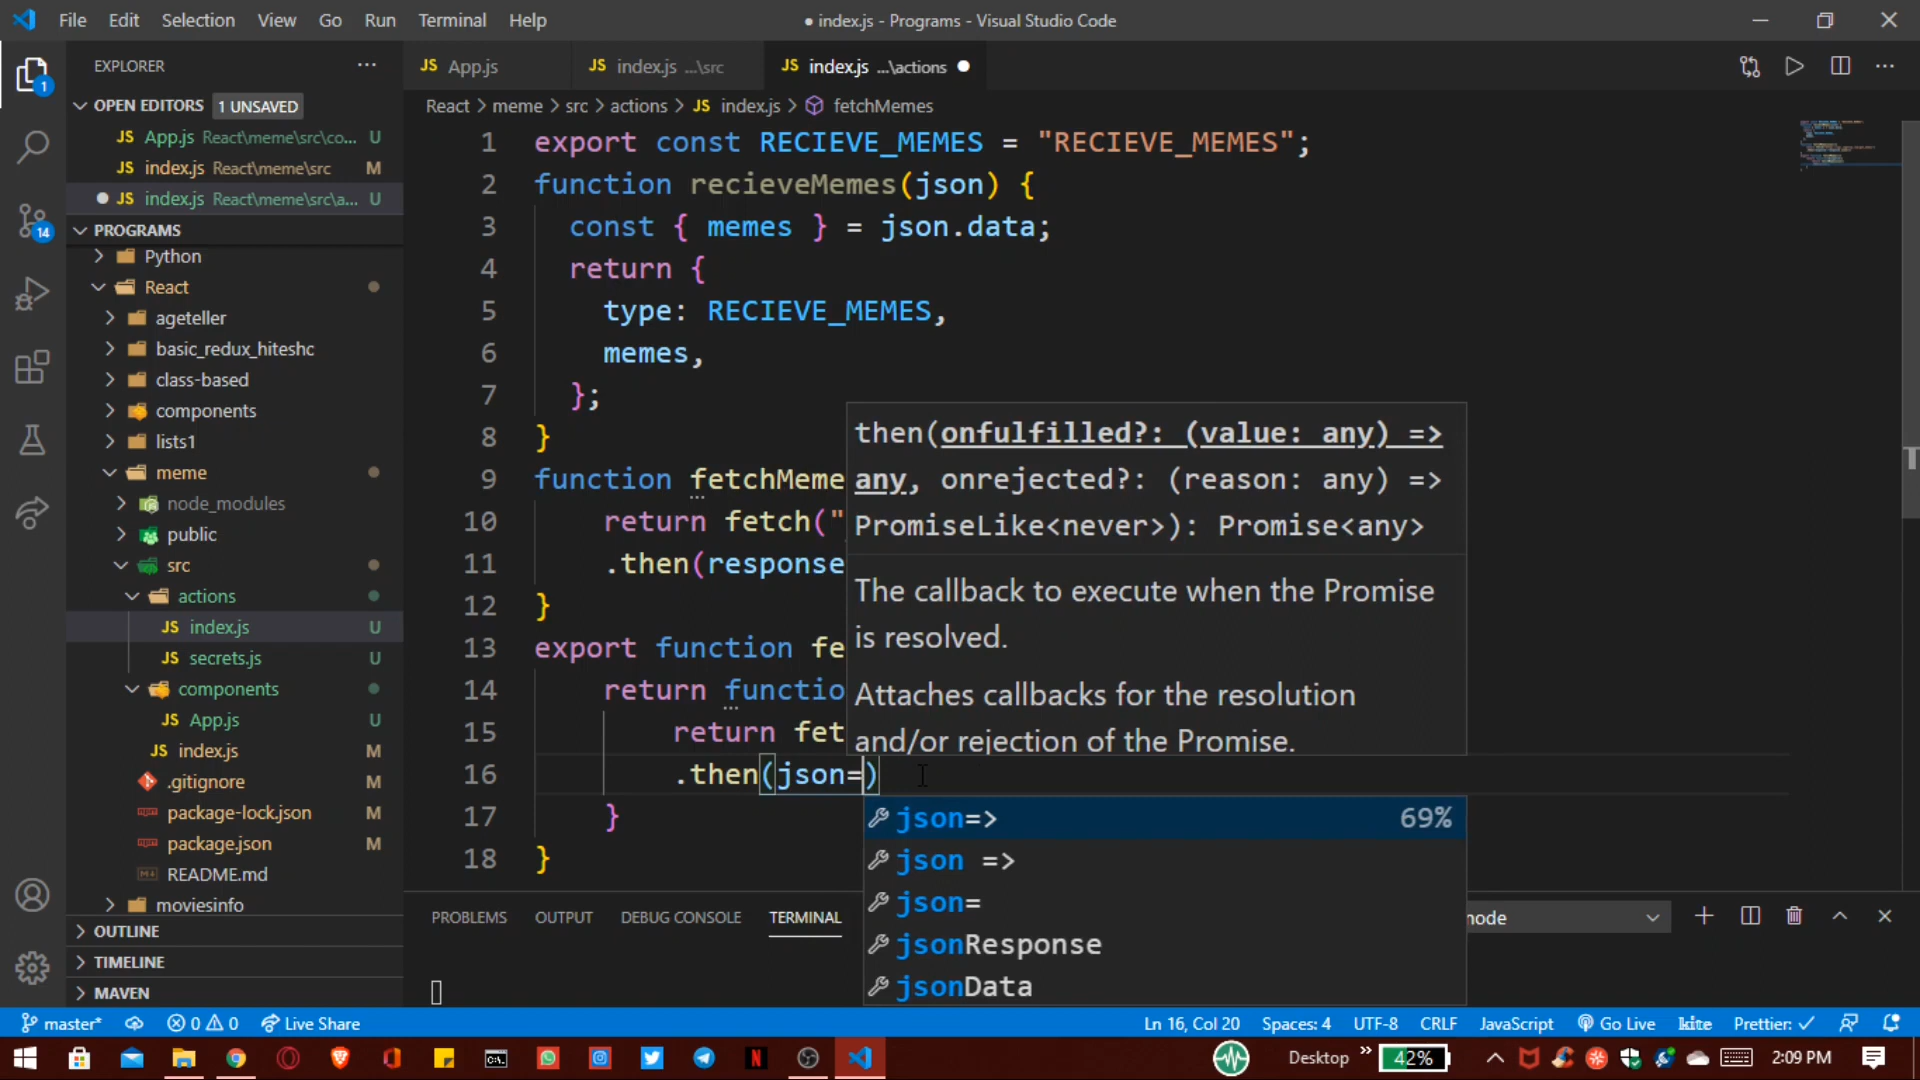 File Edit Selection View Go Run Terminal Help
● index.js - Programs - Visual Studio Code
EXPLORER
OPEN EDITORS 1 UNSAVED
JS App.js React\meme\src\co... U
JS index.js React\meme\src M
JS index.js React\meme\src\a... U
PROGRAMS
Python
React
ageteller
basic_redux_hiteshc
class-based
components
lists1
meme
node_modules
public
src
actions
JS index.js U
JS secrets.js U
components
JS App.js U
JS index.js M
.gitignore M
package-lock.json M
package.json M
README.md
moviesinfo
OUTLINE
TIMELINE
MAVEN
1
14
JS App.js JS index.js ...\src JS index.js ...\actions
React > meme > src > actions > JS index.js > fetchMemes
1 export const RECIEVE_MEMES = "RECIEVE_MEMES";
2 function recieveMemes(json) {
3 const { memes } = json.data;
4 return {
5 type: RECIEVE_MEMES,
6 memes,
7 };
8 }
9 function fetchMeme
10 return fetch("
11 .then(response
12 }
13 export function fe
14 return functio
15 return fet
16 .then(json=)
17 }
18 }
then(onfulfilled?: (value: any) =>
any, onrejected?: (reason: any) =>
PromiseLike<never>): Promise<any>
The callback to execute when the Promise
is resolved.
Attaches callbacks for the resolution
and/or rejection of the Promise.
json=> 69%
json =>
json=
jsonResponse
jsonData
PROBLEMS OUTPUT DEBUG CONSOLE TERMINAL
node
master* 0 0 Live Share
Ln 16, Col 20 Spaces: 4 UTF-8 CRLF JavaScript Go Live kite Prettier: ✓
Desktop » 42% 2:09 PM